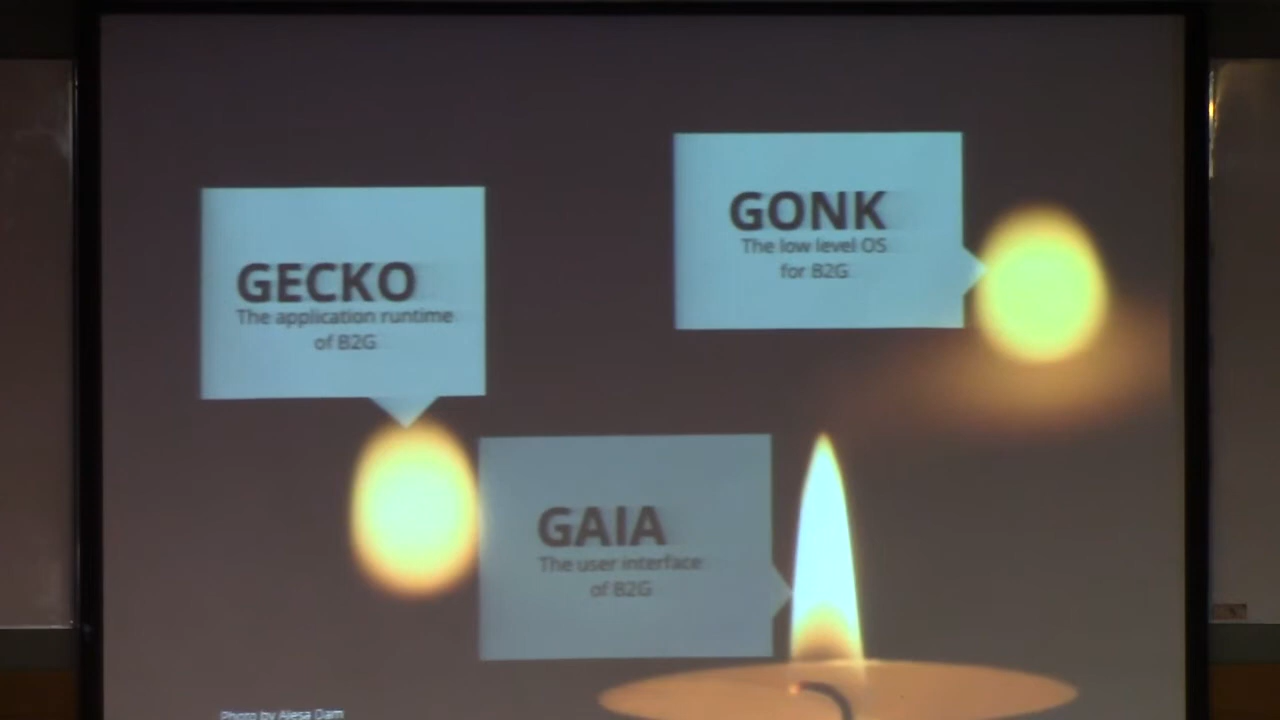 GECKO
The application runtime
of B2G
GONK
The low level OS
for B2G
GAIA
The user interface
of B2G
Photo by Alesa Dam